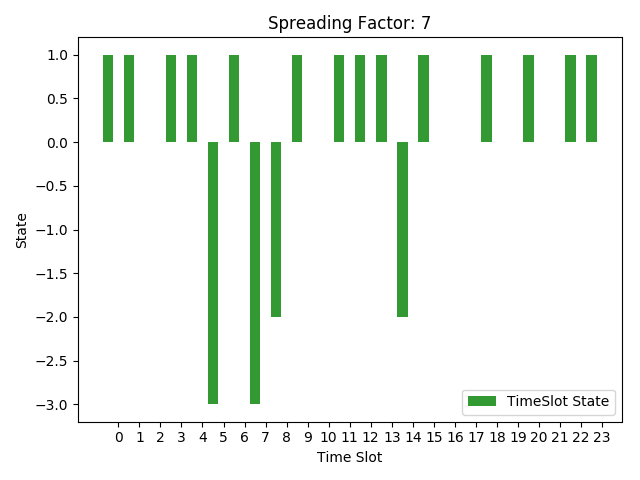 Spreading Factor: 7
1.0
0.5
0.0
−0.5
−1.0
−1.5
−2.0
−2.5
−3.0
State
TimeSlot State
0 1 2 3 4 5 6 7 8 9 10 11 12 13 14 15 16 17 18 19 20 21 22 23
Time Slot